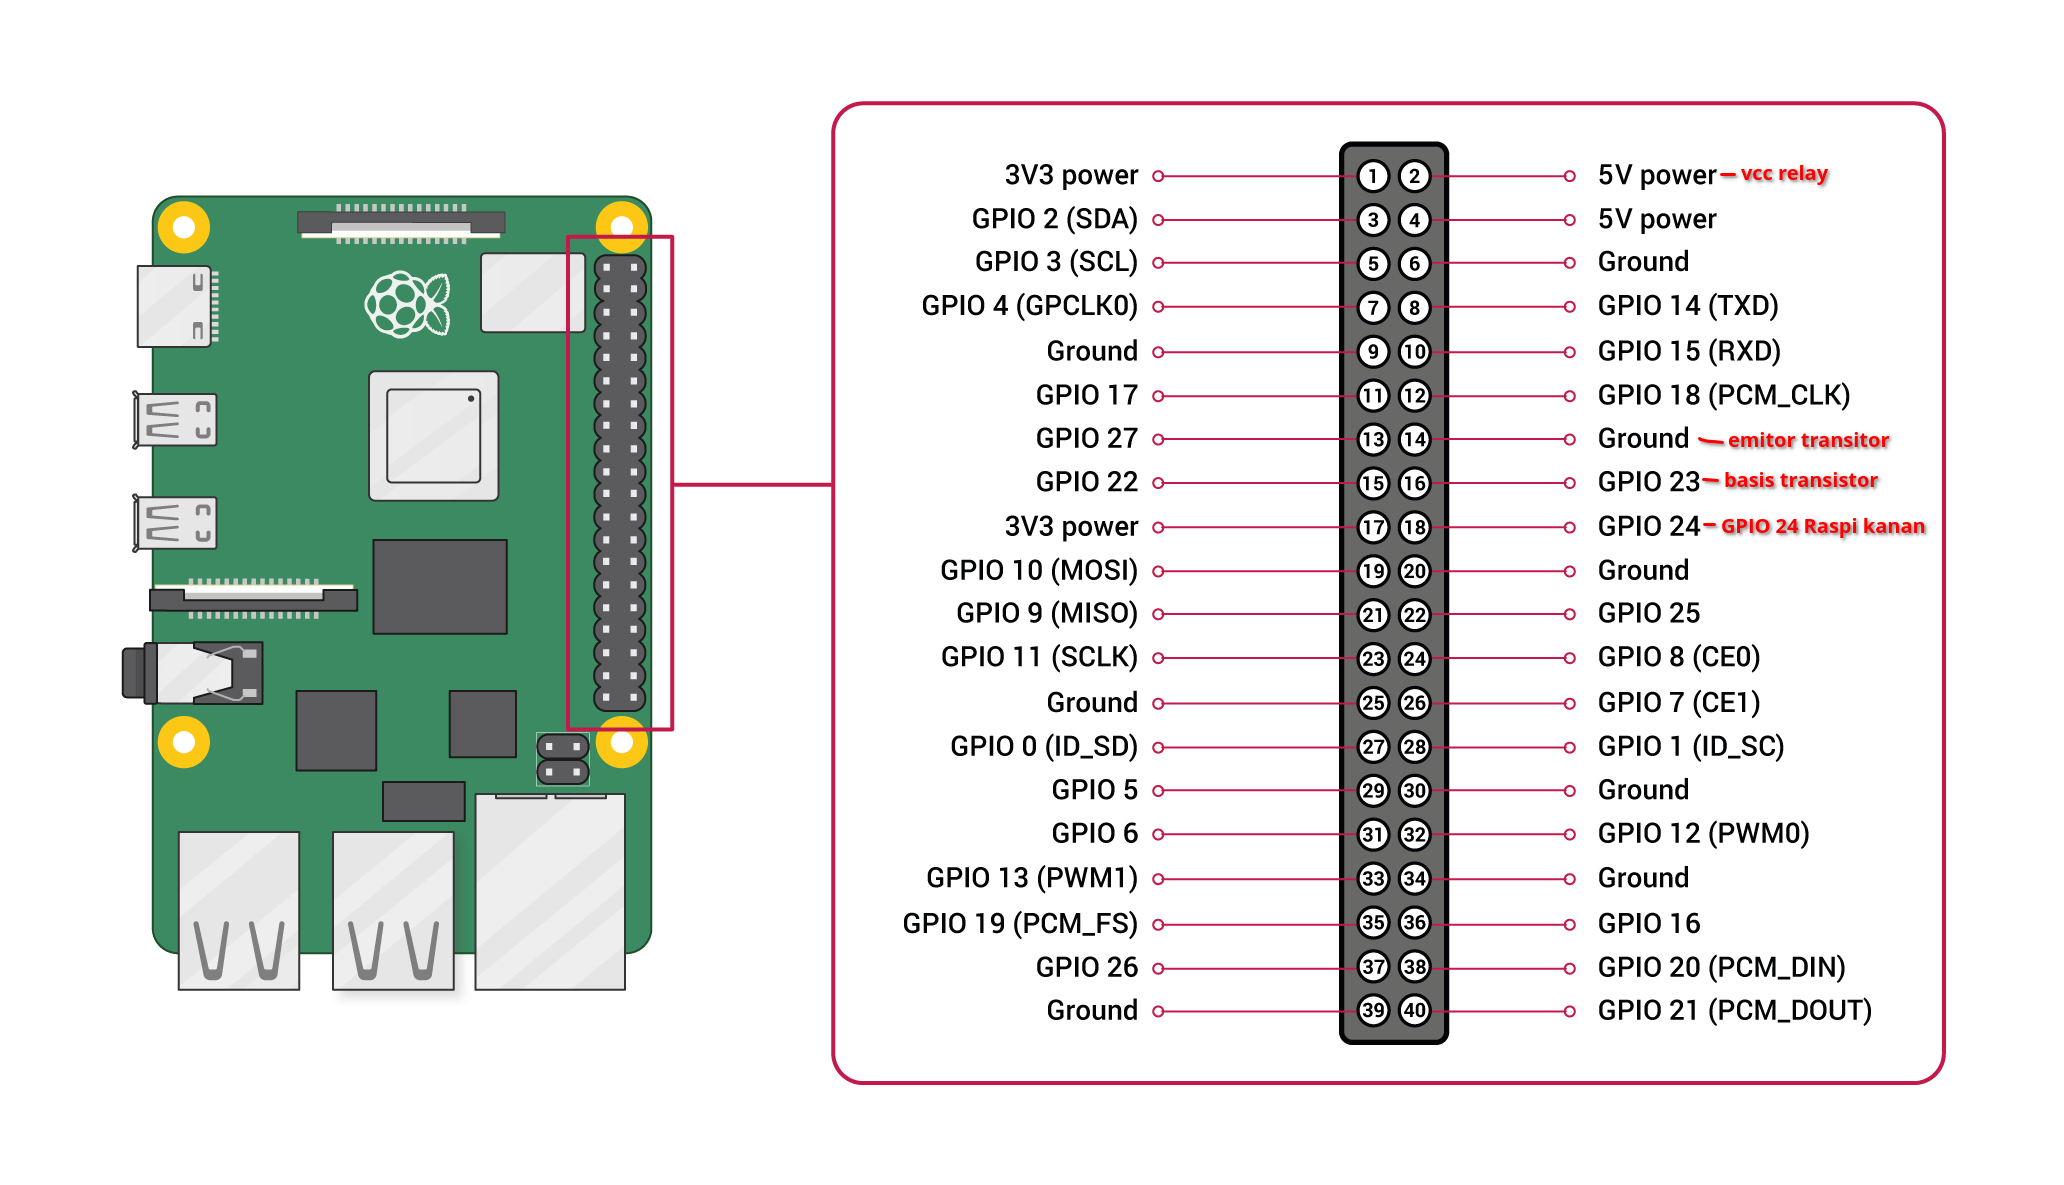 3V3 power 1 2 5V power – vcc relay
GPIO 2 (SDA) 3 4 5V power
GPIO 3 (SCL) 5 6 Ground
GPIO 4 (GPCLK0) 7 8 GPIO 14 (TXD)
Ground 9 10 GPIO 15 (RXD)
GPIO 17 11 12 GPIO 18 (PCM_CLK)
GPIO 27 13 14 Ground – emitor transitor
GPIO 22 15 16 GPIO 23 – basis transistor
3V3 power 17 18 GPIO 24 – GPIO 24 Raspi kanan
GPIO 10 (MOSI) 19 20 Ground
GPIO 9 (MISO) 21 22 GPIO 25
GPIO 11 (SCLK) 23 24 GPIO 8 (CE0)
Ground 25 26 GPIO 7 (CE1)
GPIO 0 (ID_SD) 27 28 GPIO 1 (ID_SC)
GPIO 5 29 30 Ground
GPIO 6 31 32 GPIO 12 (PWM0)
GPIO 13 (PWM1) 33 34 Ground
GPIO 19 (PCM_FS) 35 36 GPIO 16
GPIO 26 37 38 GPIO 20 (PCM_DIN)
Ground 39 40 GPIO 21 (PCM_DOUT)